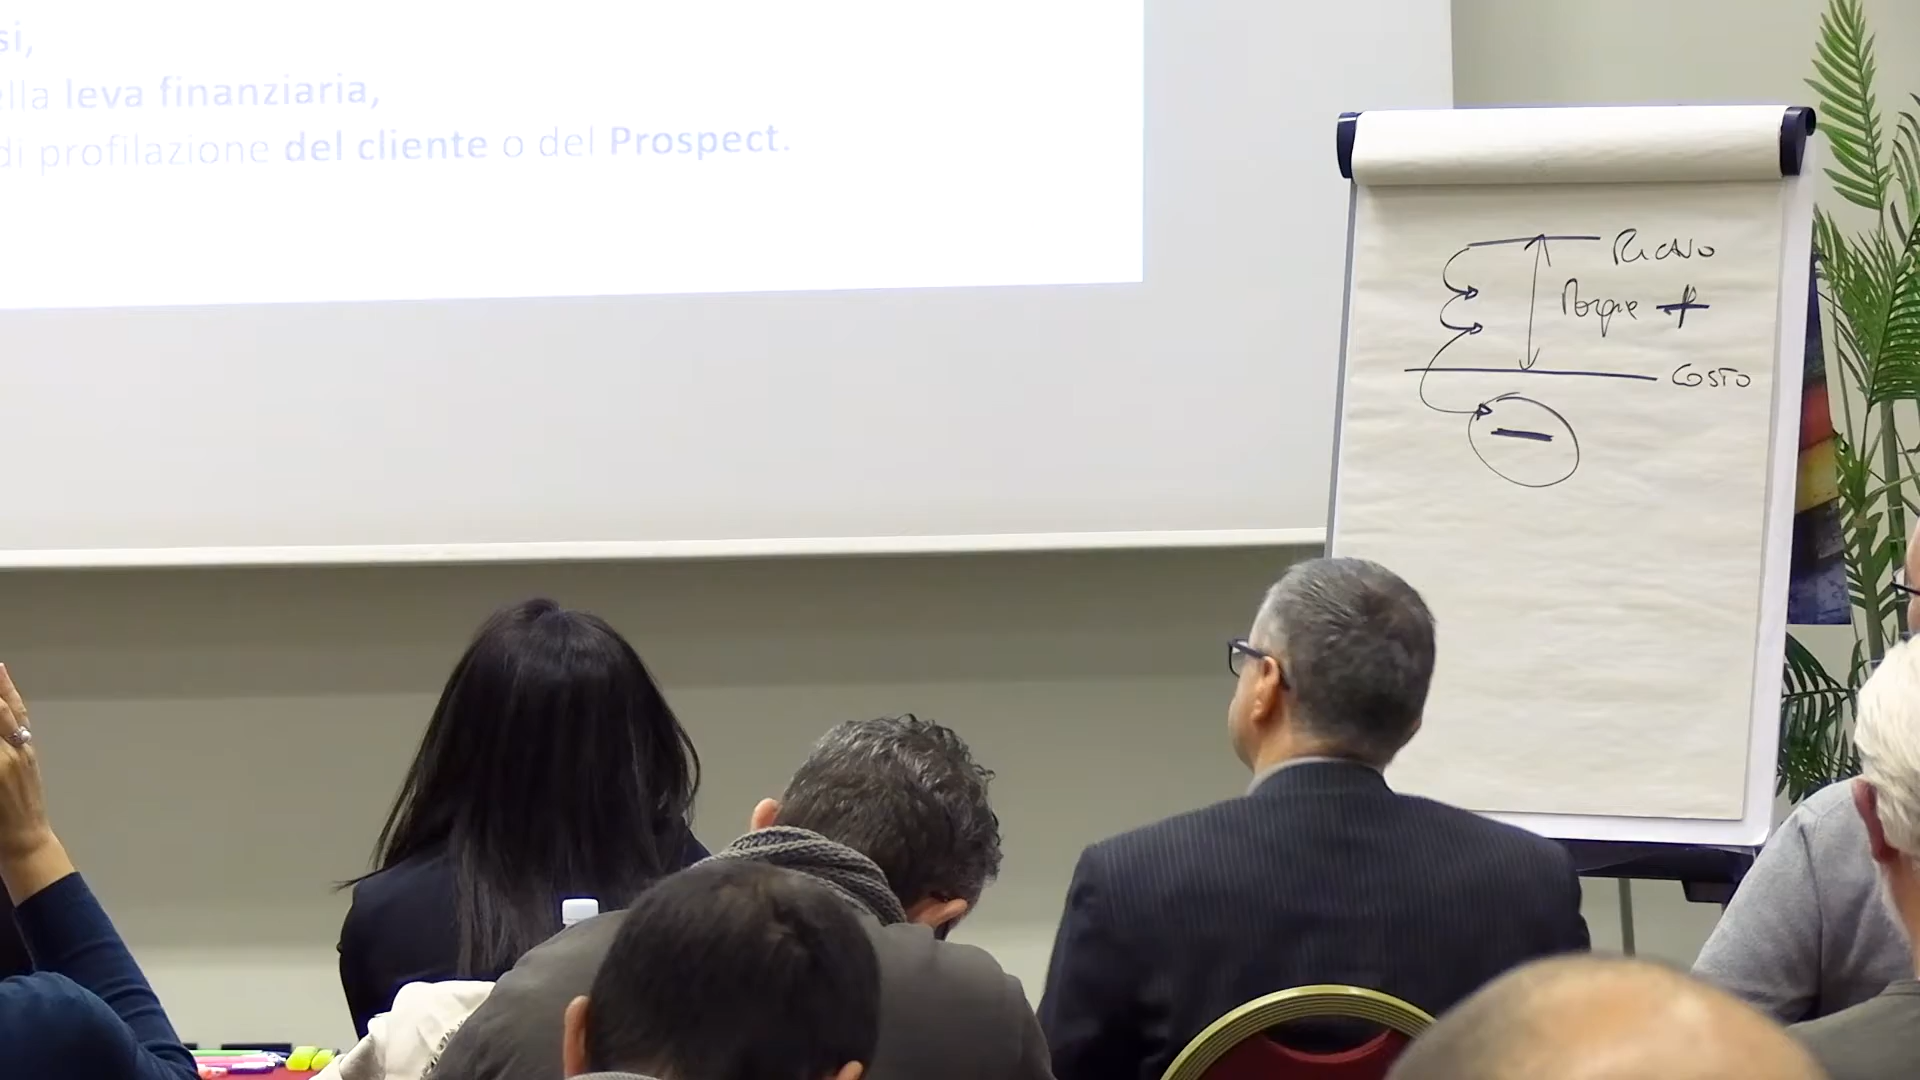 si,
ella leva finanziaria,
di profilazione del cliente o del Prospect.
Ricavo
Margine +
COSTO
−